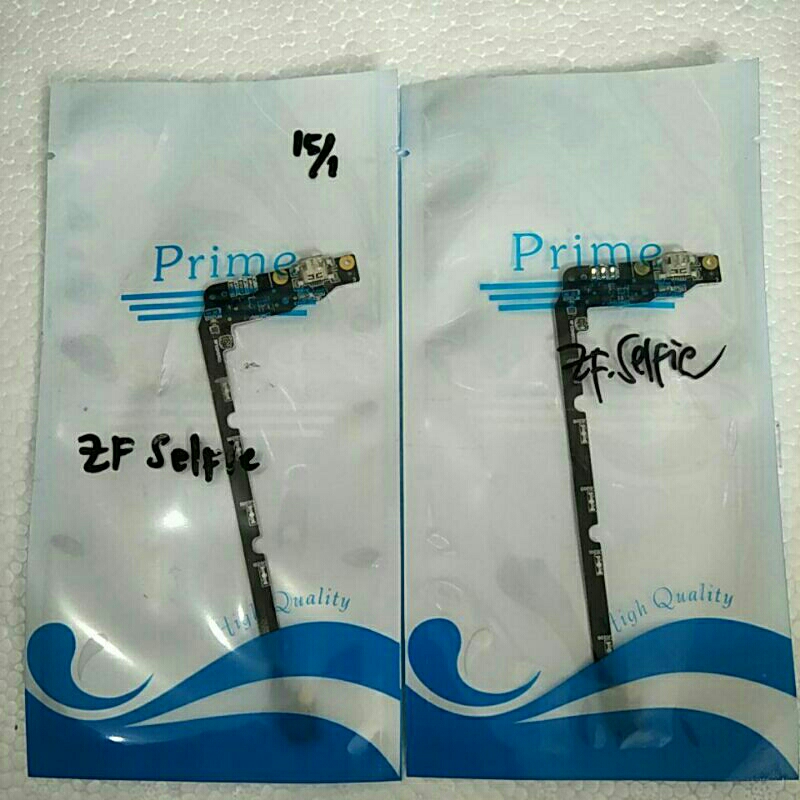 15/1
Prime
ZF Selfie
High Quality
Prime
ZF.Selfie
High Quality